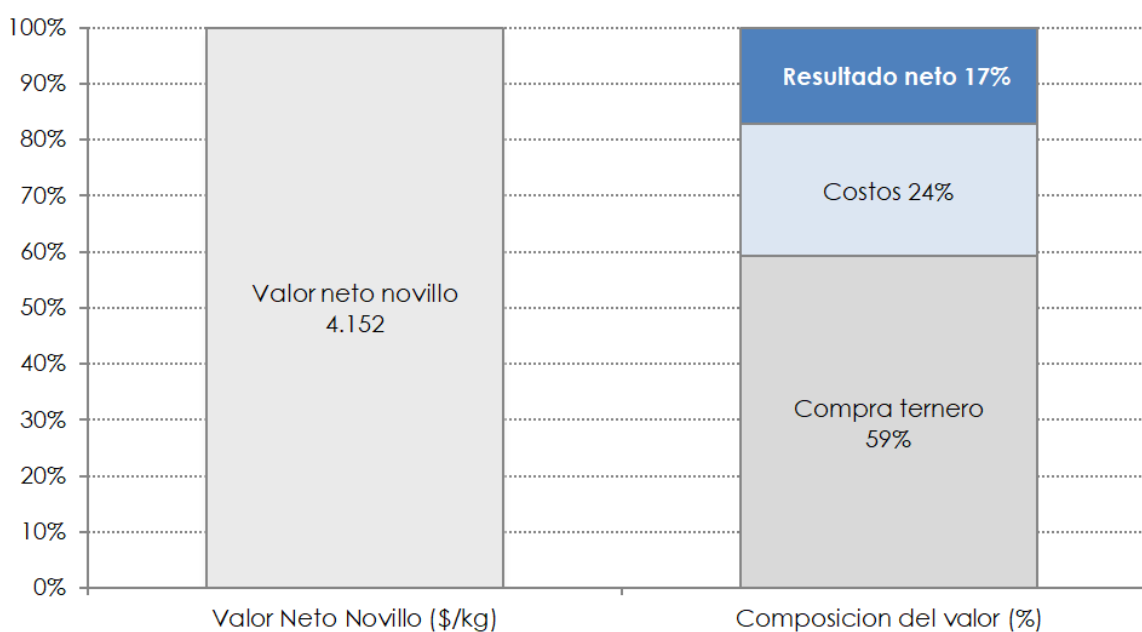 100%
90%
80%
70%
60%
50%
40%
30%
20%
10%
0%
Valor neto novillo
4.152
Resultado neto 17%
Costos 24%
Compra ternero
59%
Valor Neto Novillo ($/kg)
Composicion del valor (%)